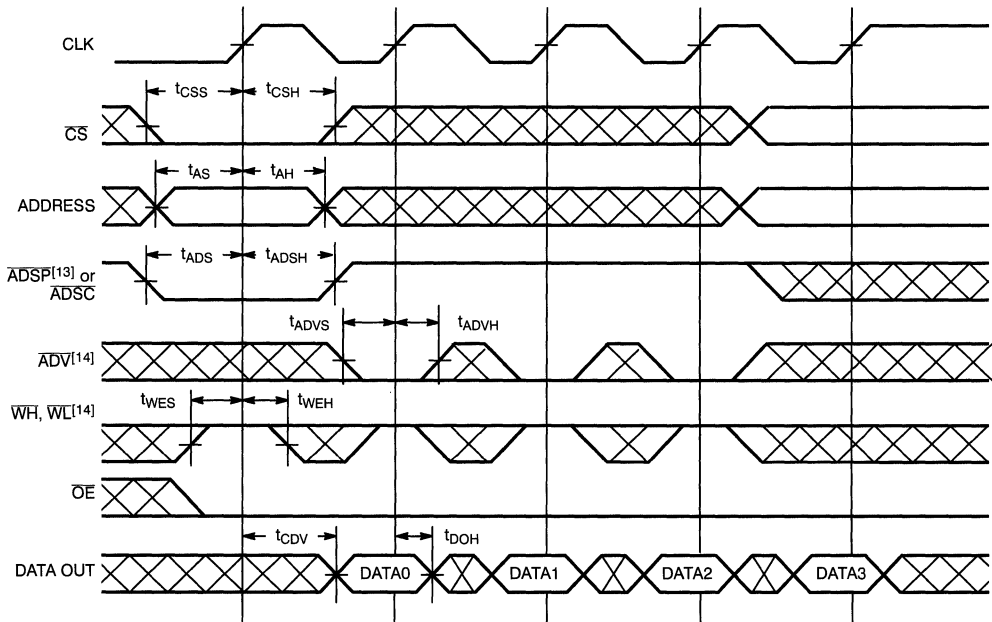 CLK
tCSS tCSH
CS
tAS tAH
ADDRESS
tADS tADSH
ADSP[13] or
ADSC
tADVS tADVH
ADV[14]
tWES tWEH
WH, WL[14]
OE
tCDV tDOH
DATA OUT DATA0 DATA1 DATA2 DATA3